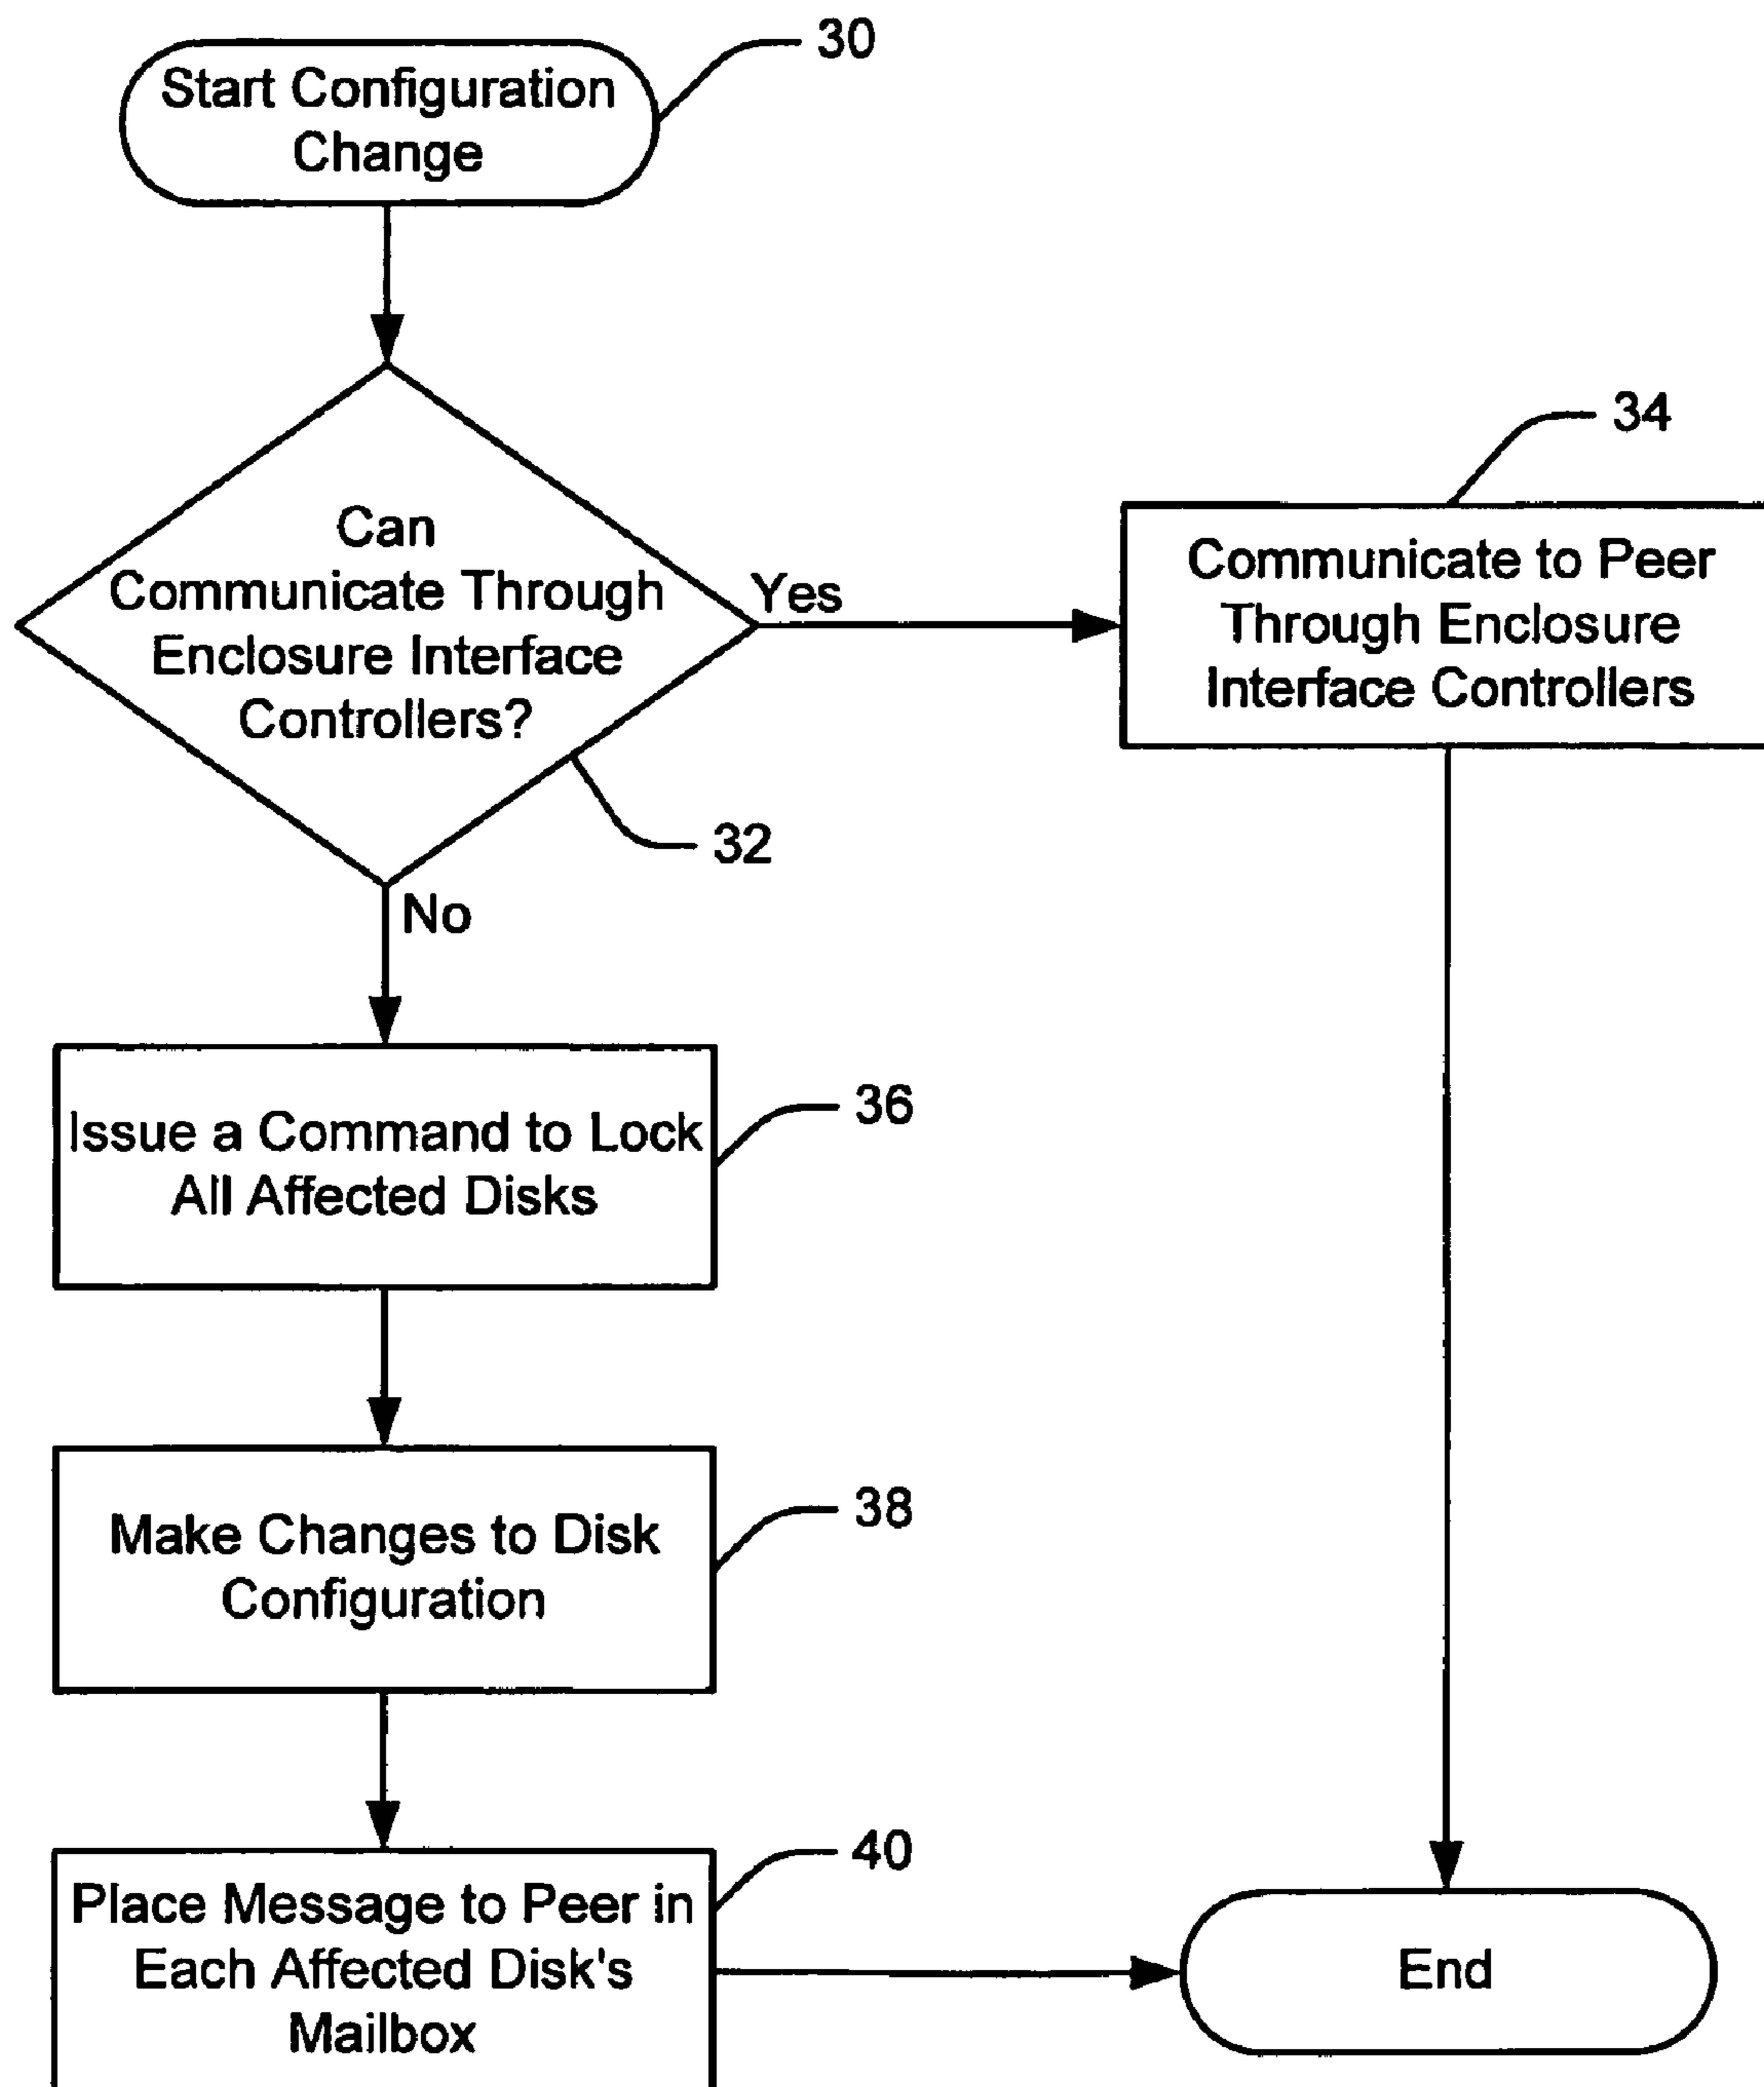 30
Start Configuration
Change
Can
Communicate Through
Enclosure Interface
Controllers?
Yes
32
34
Communicate to Peer
Through Enclosure
Interface Controllers
No
Issue a Command to Lock
All Affected Disks
36
Make Changes to Disk
Configuration
38
Place Message to Peer in
Each Affected Disk's
Mailbox
40
End